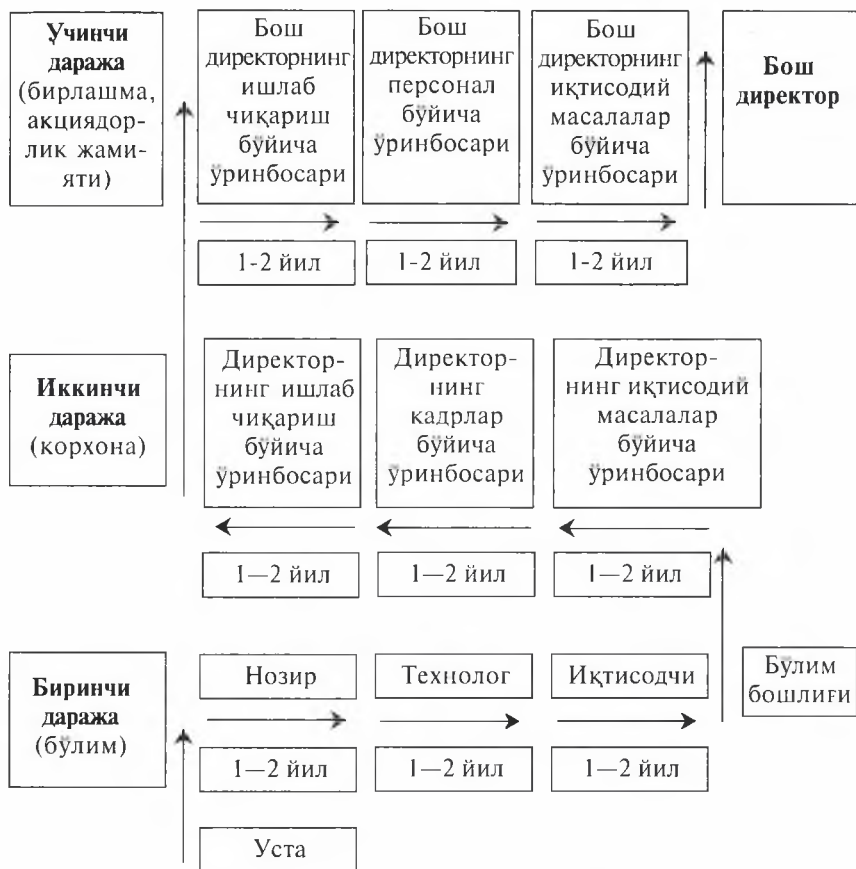 Учинчи
даража
(бирлашма,
акциядор-
лик жами-
яти)
Бош
директорнинг
ишлаб
чиқариш
бўйича
ўринбосари
Бош
директорнинг
персонал
бўйича
ўринбосари
Бош
директорнинг
иқтисодий
масалалар
бўйича
ўринбосари
Бош
директор
1-2 йил
1-2 йил
1-2 йил
Иккинчи
даража
(корхона)
Директор-
нинг ишлаб
чиқариш
бўйича
ўринбосари
Директор-
нинг
кадрлар
бўйича
ўринбосари
Директор-
нинг иқтисодий
масалалар
бўйича
ўринбосари
1—2 йил
1—2 йил
1—2 йил
Биринчи
даража
(бўлим)
Нозир
Технолог
Иқтисодчи
Бўлим
бошлиғи
1—2 йил
1—2 йил
1—2 йил
Уста